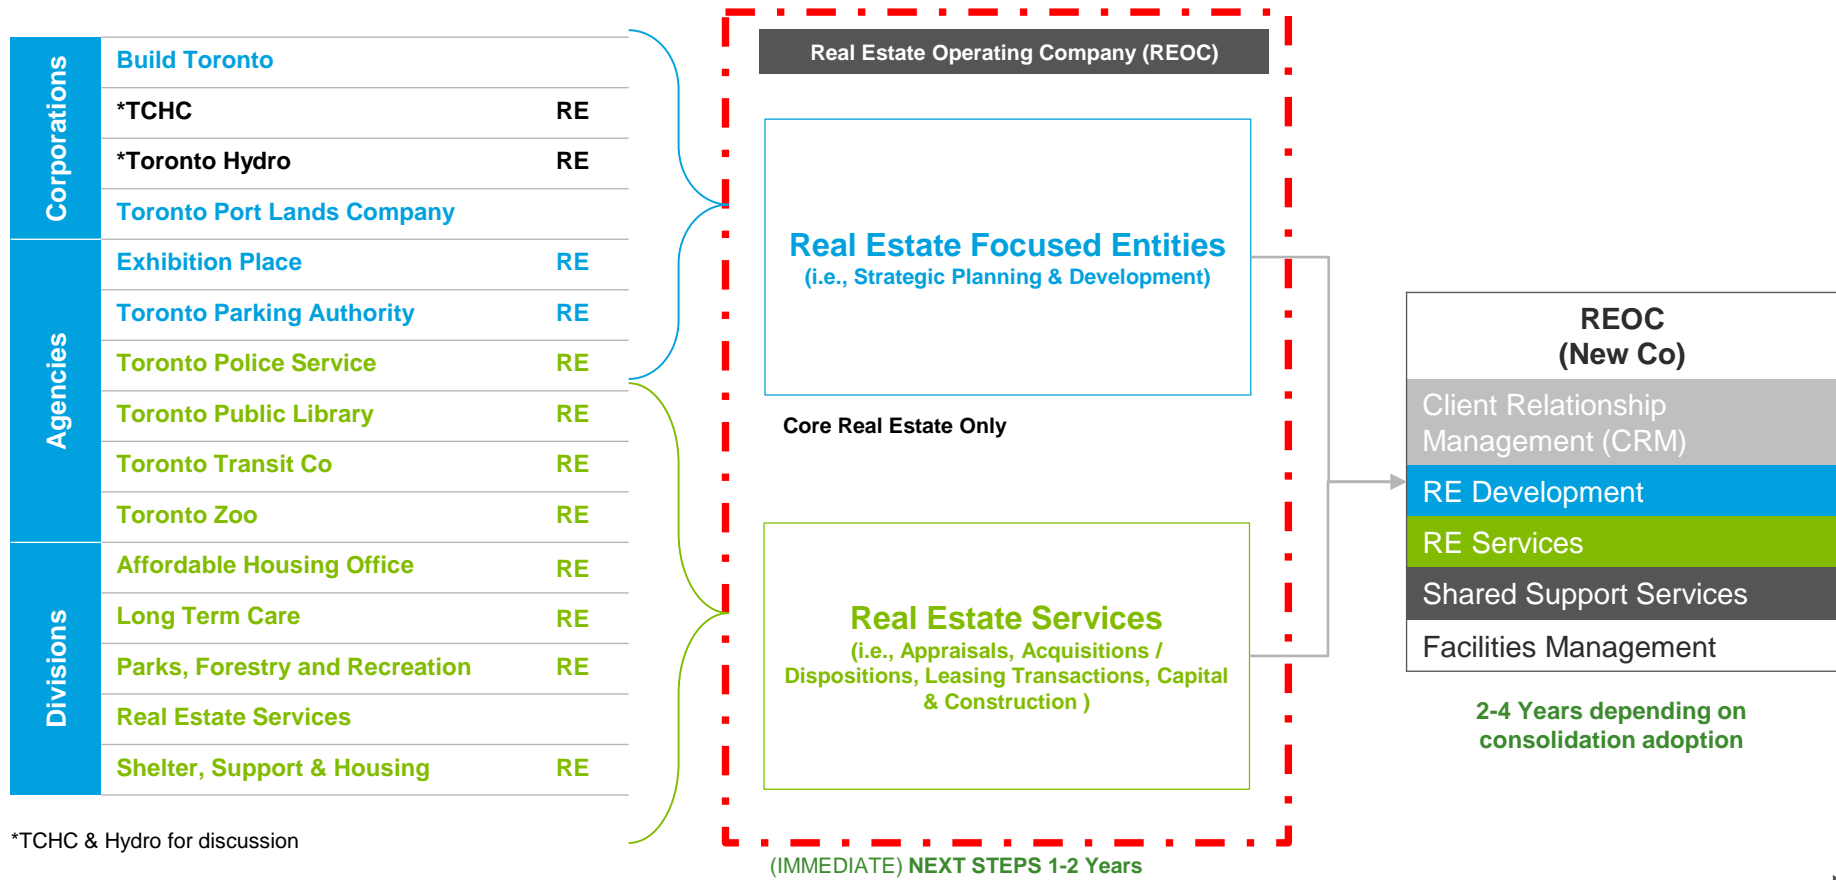 Corporations
Build Toronto
*TCHC RE
*Toronto Hydro RE
Toronto Port Lands Company
Agencies
Exhibition Place RE
Toronto Parking Authority RE
Toronto Police Service RE
Toronto Public Library RE
Toronto Transit Co RE
Toronto Zoo RE
Divisions
Affordable Housing Office RE
Long Term Care RE
Parks, Forestry and Recreation RE
Real Estate Services
Shelter, Support & Housing RE
*TCHC & Hydro for discussion
Real Estate Operating Company (REOC)
Real Estate Focused Entities
(i.e., Strategic Planning & Development)
Core Real Estate Only
Real Estate Services
(i.e., Appraisals, Acquisitions /
Dispositions, Leasing Transactions, Capital
& Construction )
(IMMEDIATE) NEXT STEPS 1-2 Years
REOC
(New Co)
Client Relationship
Management (CRM)
RE Development
RE Services
Shared Support Services
Facilities Management
2-4 Years depending on
consolidation adoption